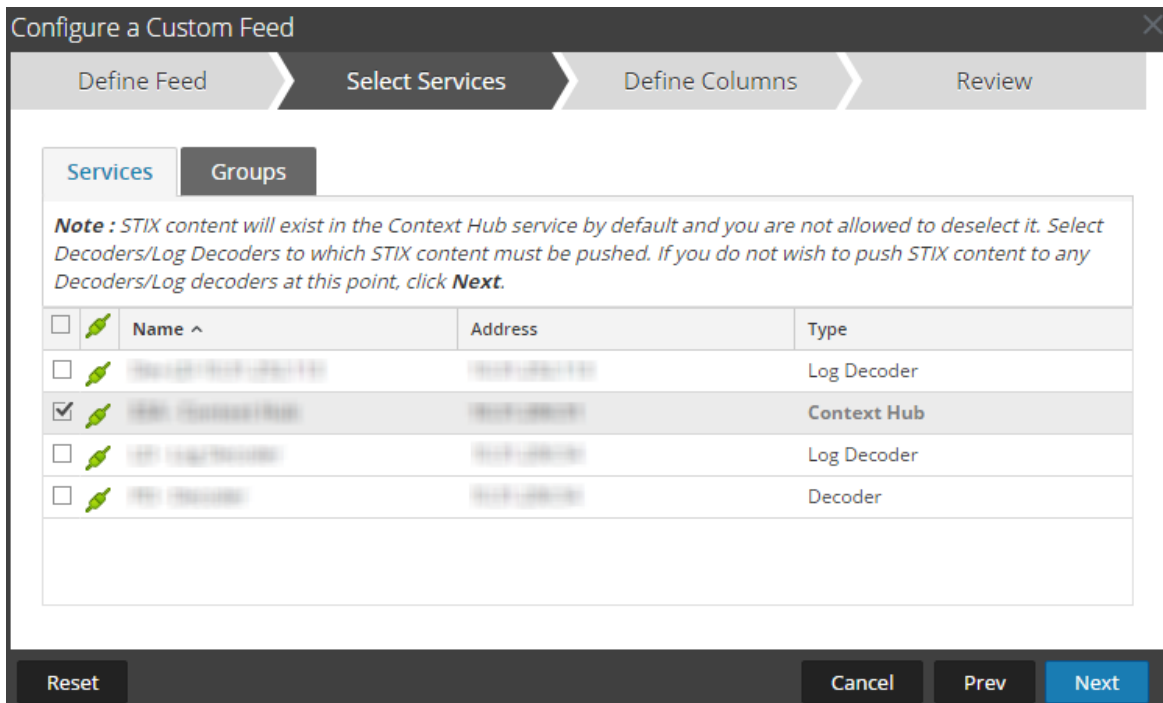 Configure a Custom Feed
Define Feed Select Services Define Columns Review
Services Groups
Note : STIX content will exist in the Context Hub service by default and you are not allowed to deselect it. Select
Decoders/Log Decoders to which STIX content must be pushed. If you do not wish to push STIX content to any
Decoders/Log decoders at this point, click Next.
Name Address Type
Log Decoder
Context Hub
Log Decoder
Decoder
Reset Cancel Prev Next